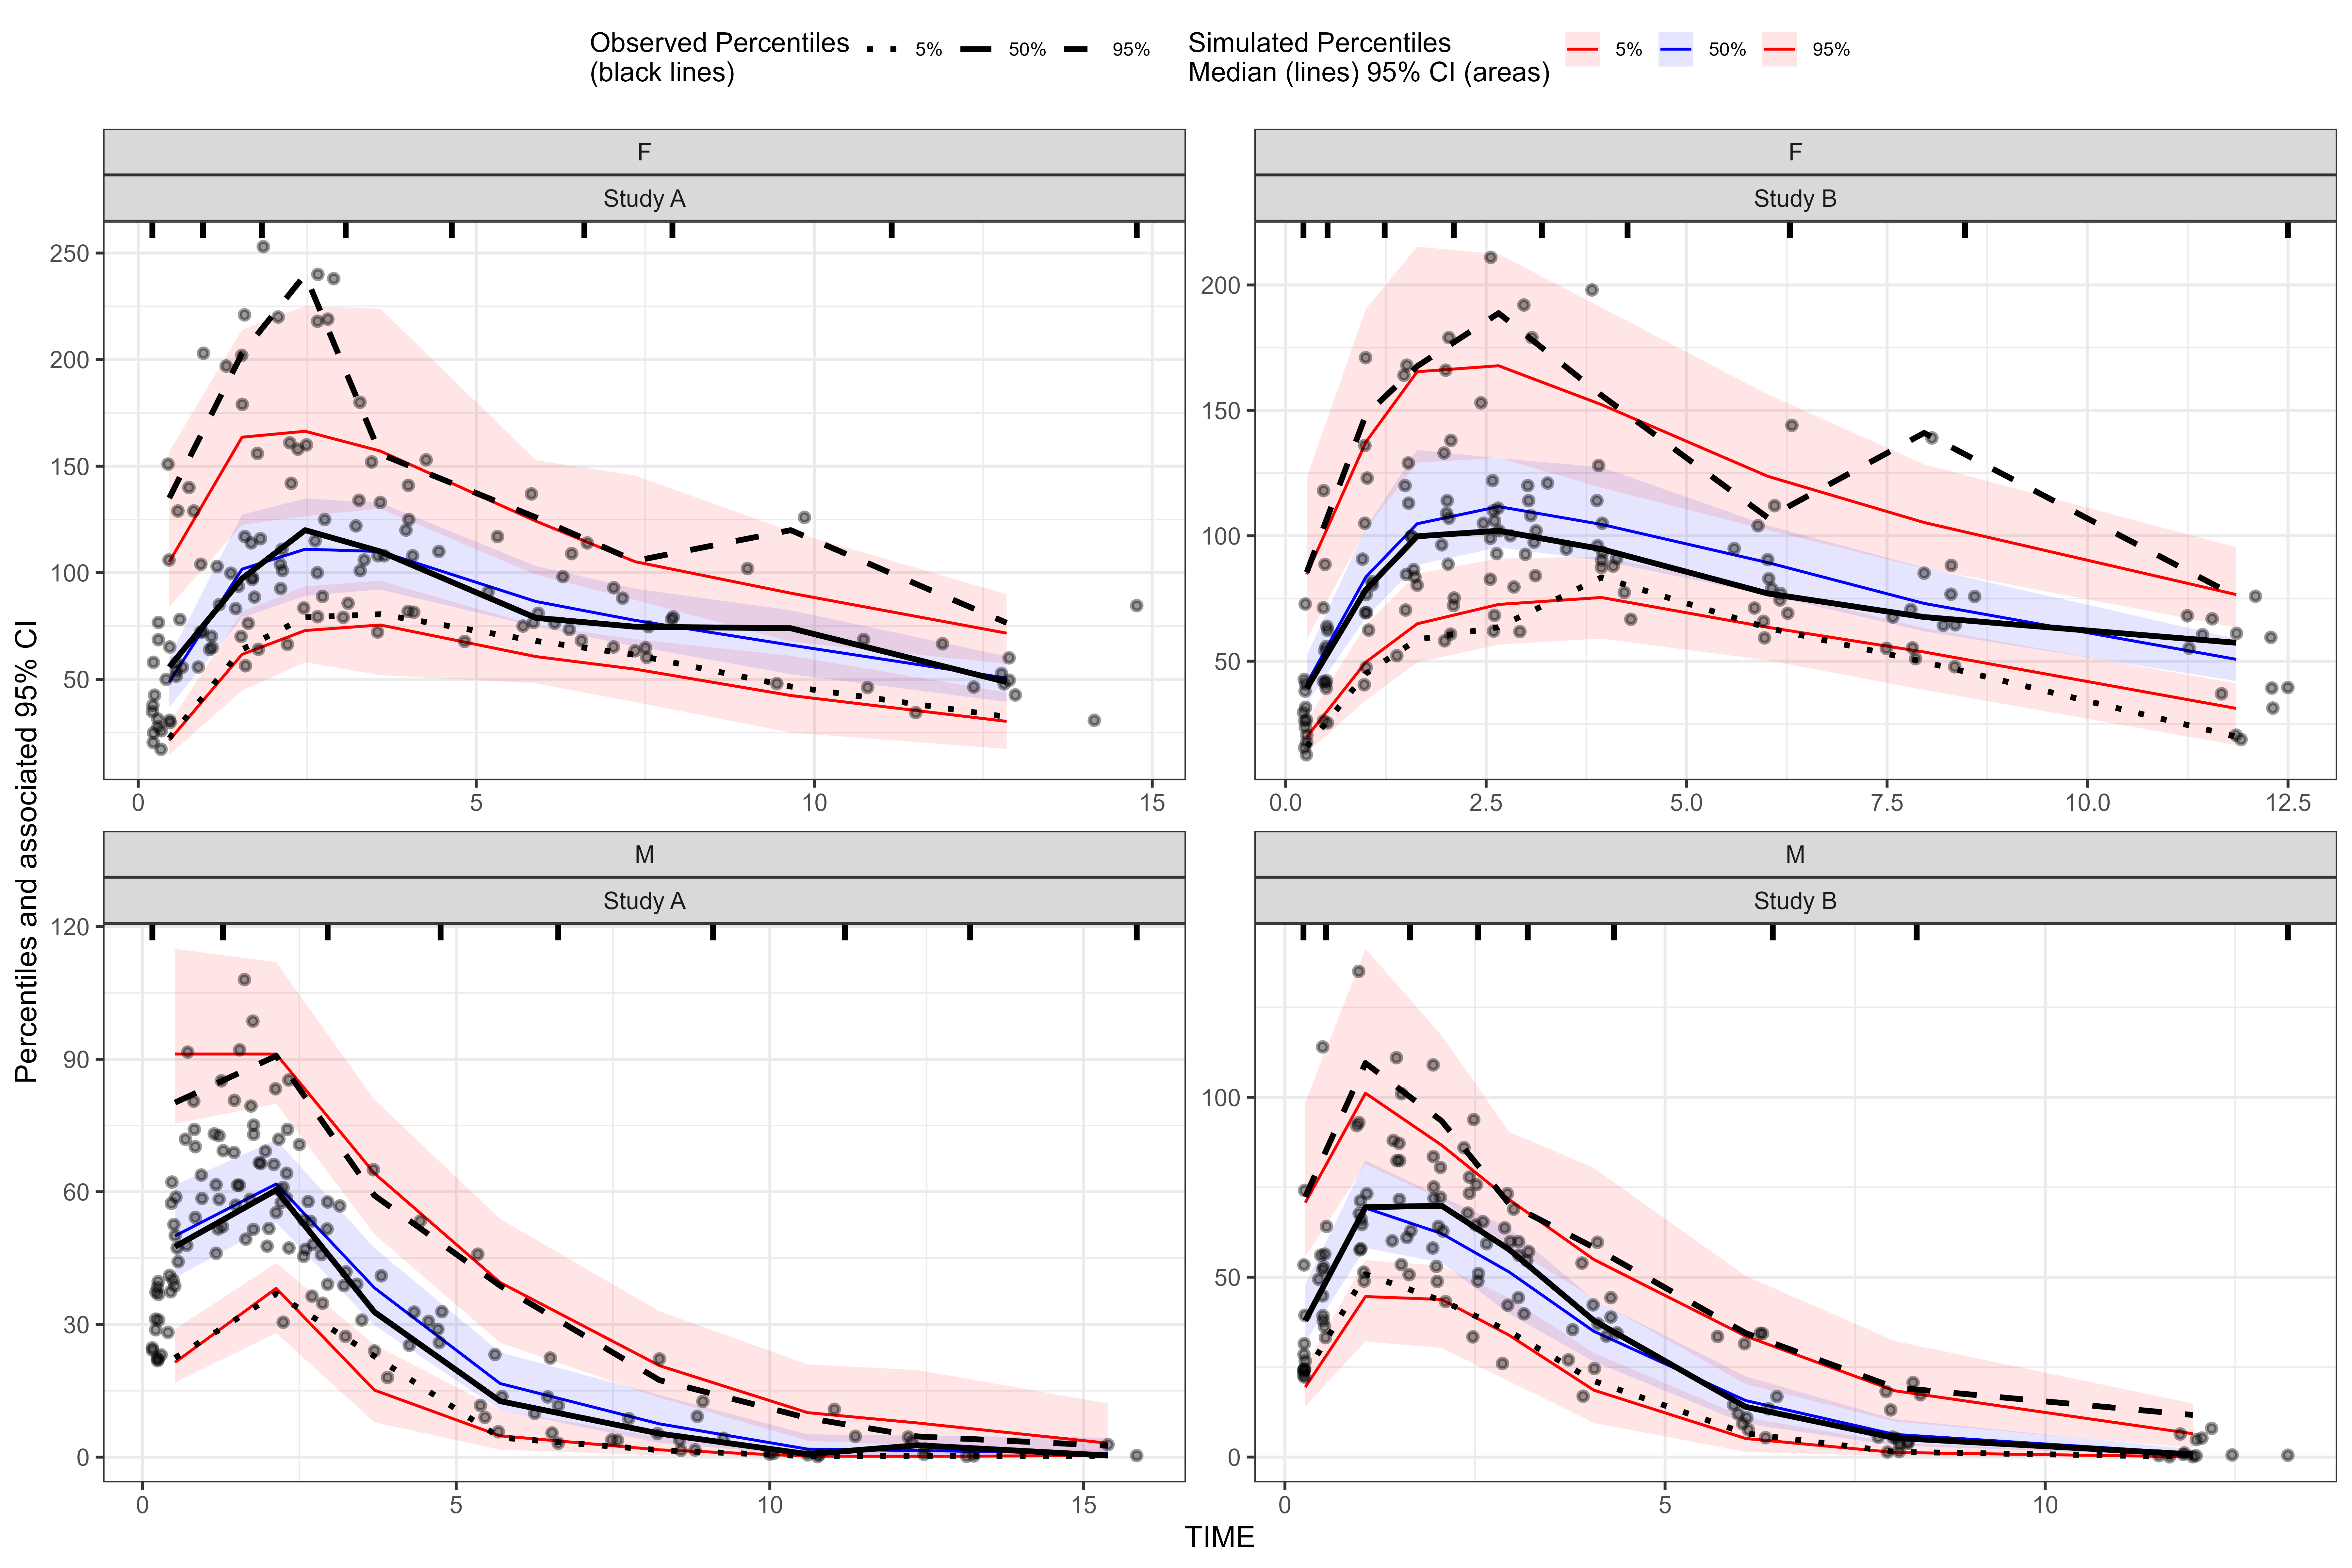 Observed Percentiles
(black lines)
5%
50%
95%
Simulated Percentiles
Median (lines) 95% CI (areas)
5%
50%
95%
Percentiles and associated 95% CI
F
Study A
250
200
150
100
50
0
5
10
15
F
Study B
200
150
100
50
0.0
2.5
5.0
7.5
10.0
12.5
M
Study A
120
90
60
30
0
0
5
10
15
M
Study B
100
50
0
0
5
10
TIME